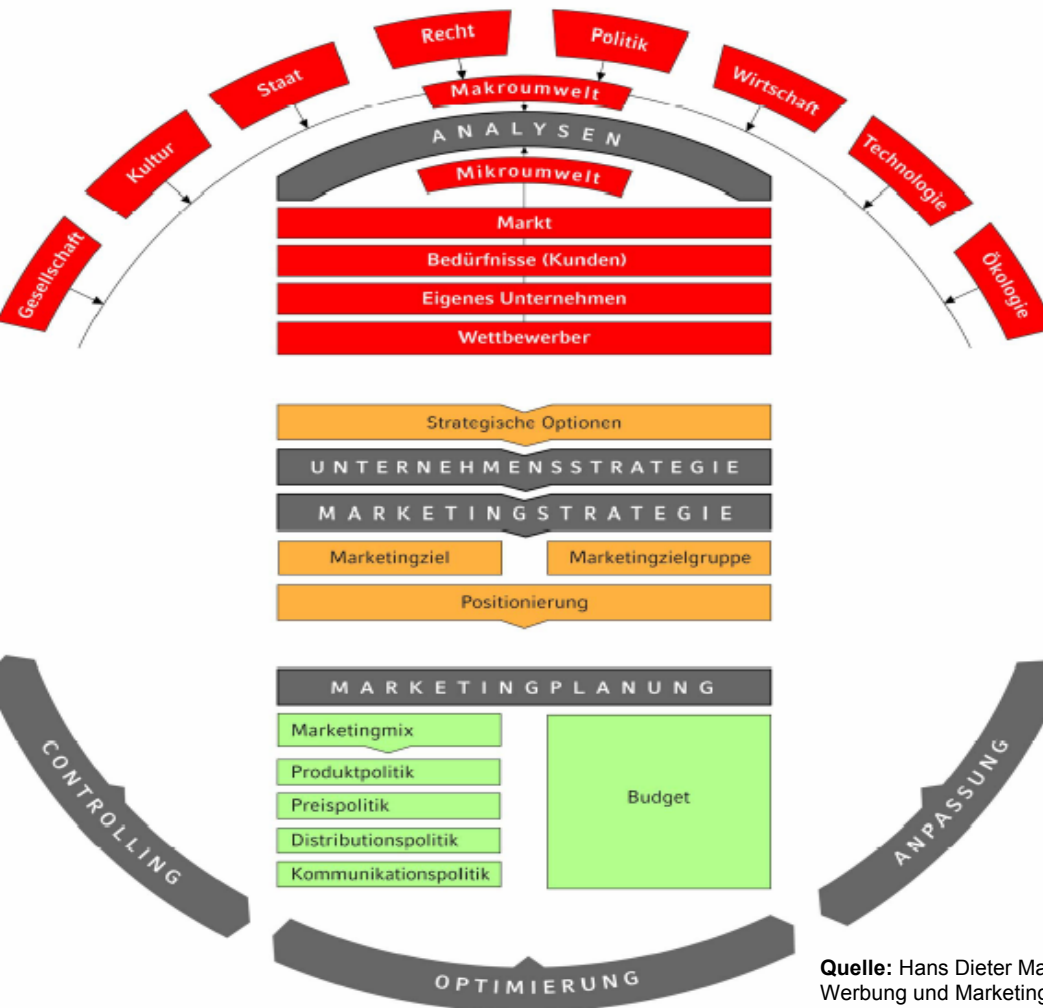 Gesellschaft
Kultur
Staat
Recht
Politik
Wirtschaft
Technologie
Ökologie
Makroumwelt
ANALYSEN
Mikroumwelt
Markt
Bedürfnisse (Kunden)
Eigenes Unternehmen
Wettbewerber
Strategische Optionen
UNTERNEHMENSSTRATEGIE
MARKETINGSTRATEGIE
Marketingziel
Marketingzielgruppe
Positionierung
MARKETINGPLANUNG
Marketingmix
Produktpolitik
Preispolitik
Distributionspolitik
Kommunikationspolitik
Budget
CONTROLLING
OPTIMIERUNG
ANPASSUNG
Quelle: Hans Dieter Ma
Werbung und Marketing